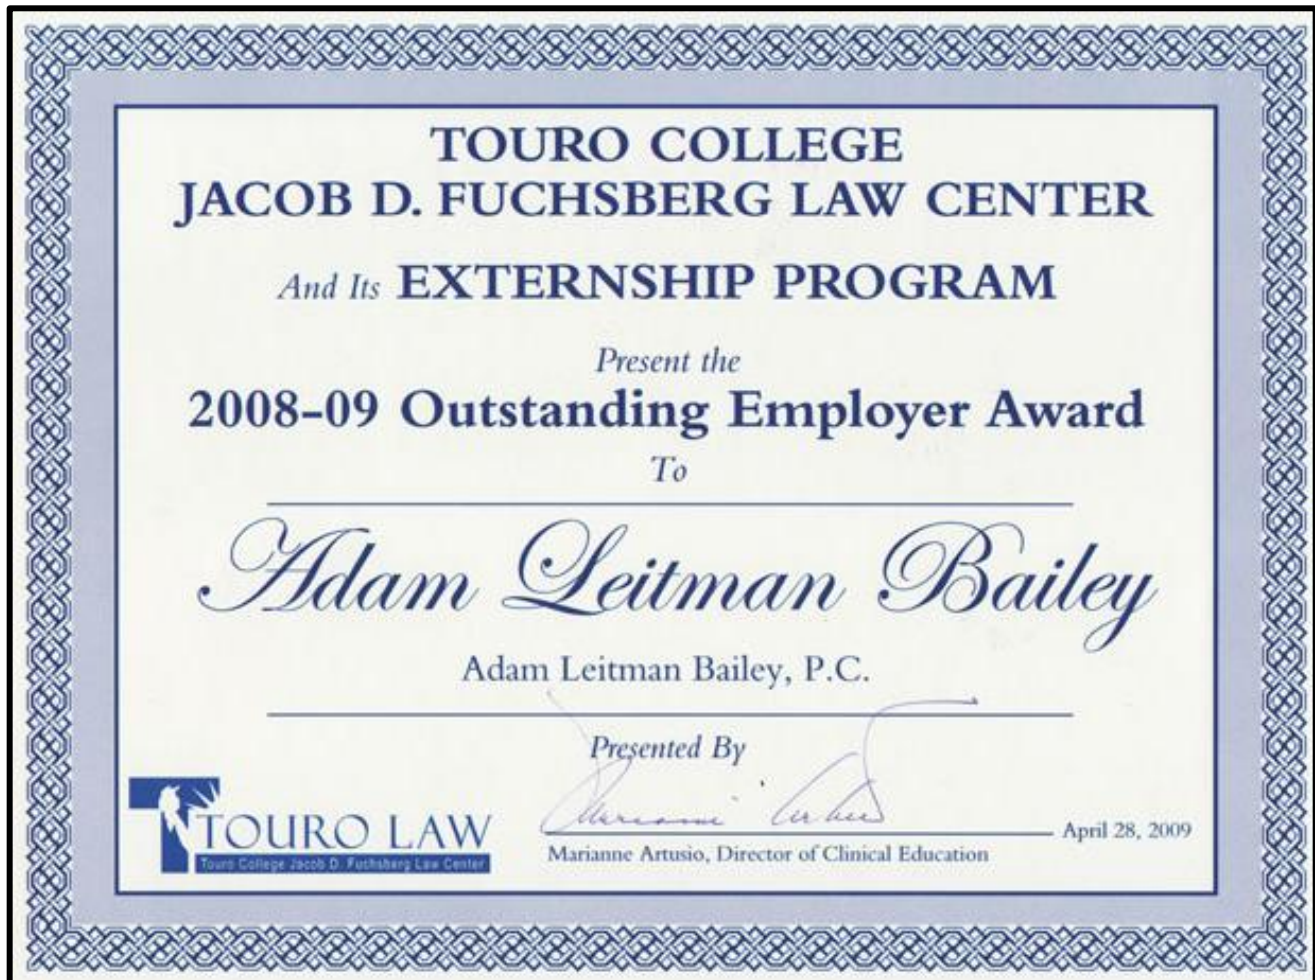 TOURO COLLEGE
JACOB D. FUCHSBERG LAW CENTER
And Its EXTERNSHIP PROGRAM
Present the
2008-09 Outstanding Employer Award
To
Adam Leitman Bailey
Adam Leitman Bailey, P.C.
Presented By
Marianne Artusio, Director of Clinical Education
April 28, 2009
TOURO LAW
Touro College Jacob D. Fuchsberg Law Center